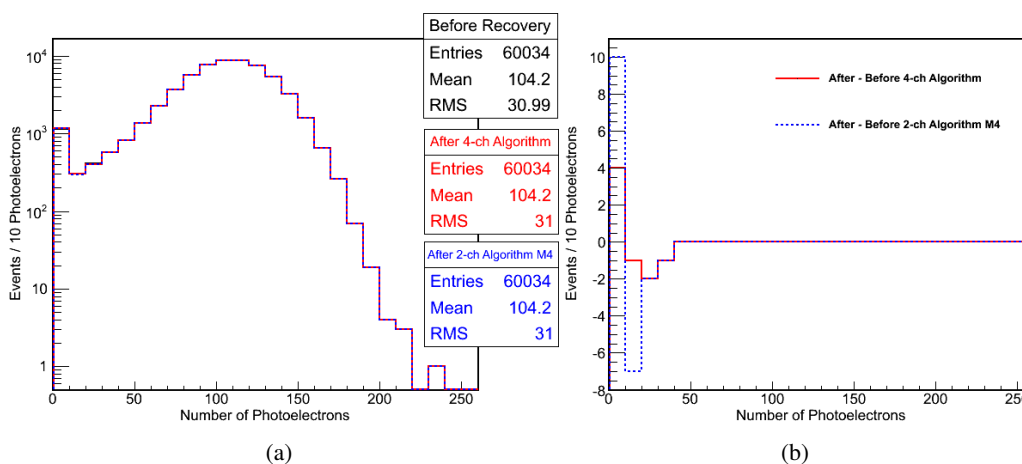 Before Recovery
Entries 60034
Mean 104.2
RMS 30.99
After 4-ch Algorithm
Entries 60034
Mean 104.2
RMS 31
After 2-ch Algorithm M4
Entries 60034
Mean 104.2
RMS 31
Events / 10 Photoelectrons
10⁴
10³
10²
10
1
0 50 100 150 200 250
Number of Photoelectrons
(a)
After - Before 4-ch Algorithm
After - Before 2-ch Algorithm M4
Events / 10 Photoelectrons
10
8
6
4
2
0
-2
-4
-6
-8
0 50 100 150 200 250
Number of Photoelectrons
(b)